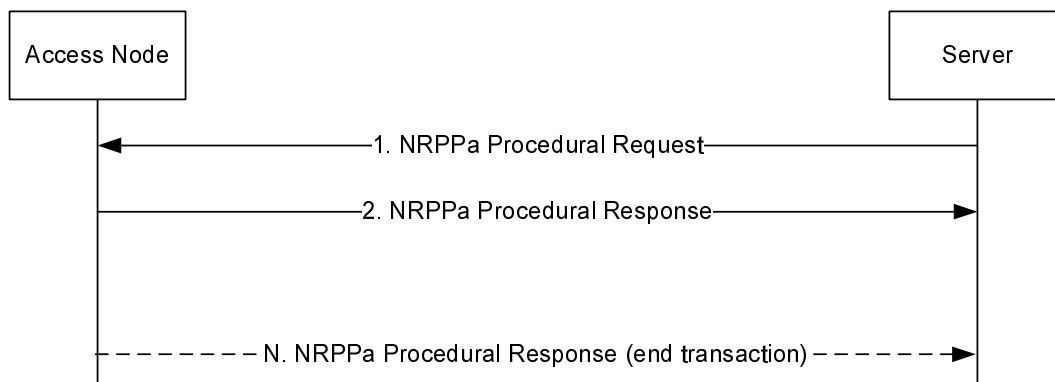 Access Node
Server
1. NRPPa Procedural Request
2. NRPPa Procedural Response
N. NRPPa Procedural Response (end transaction)